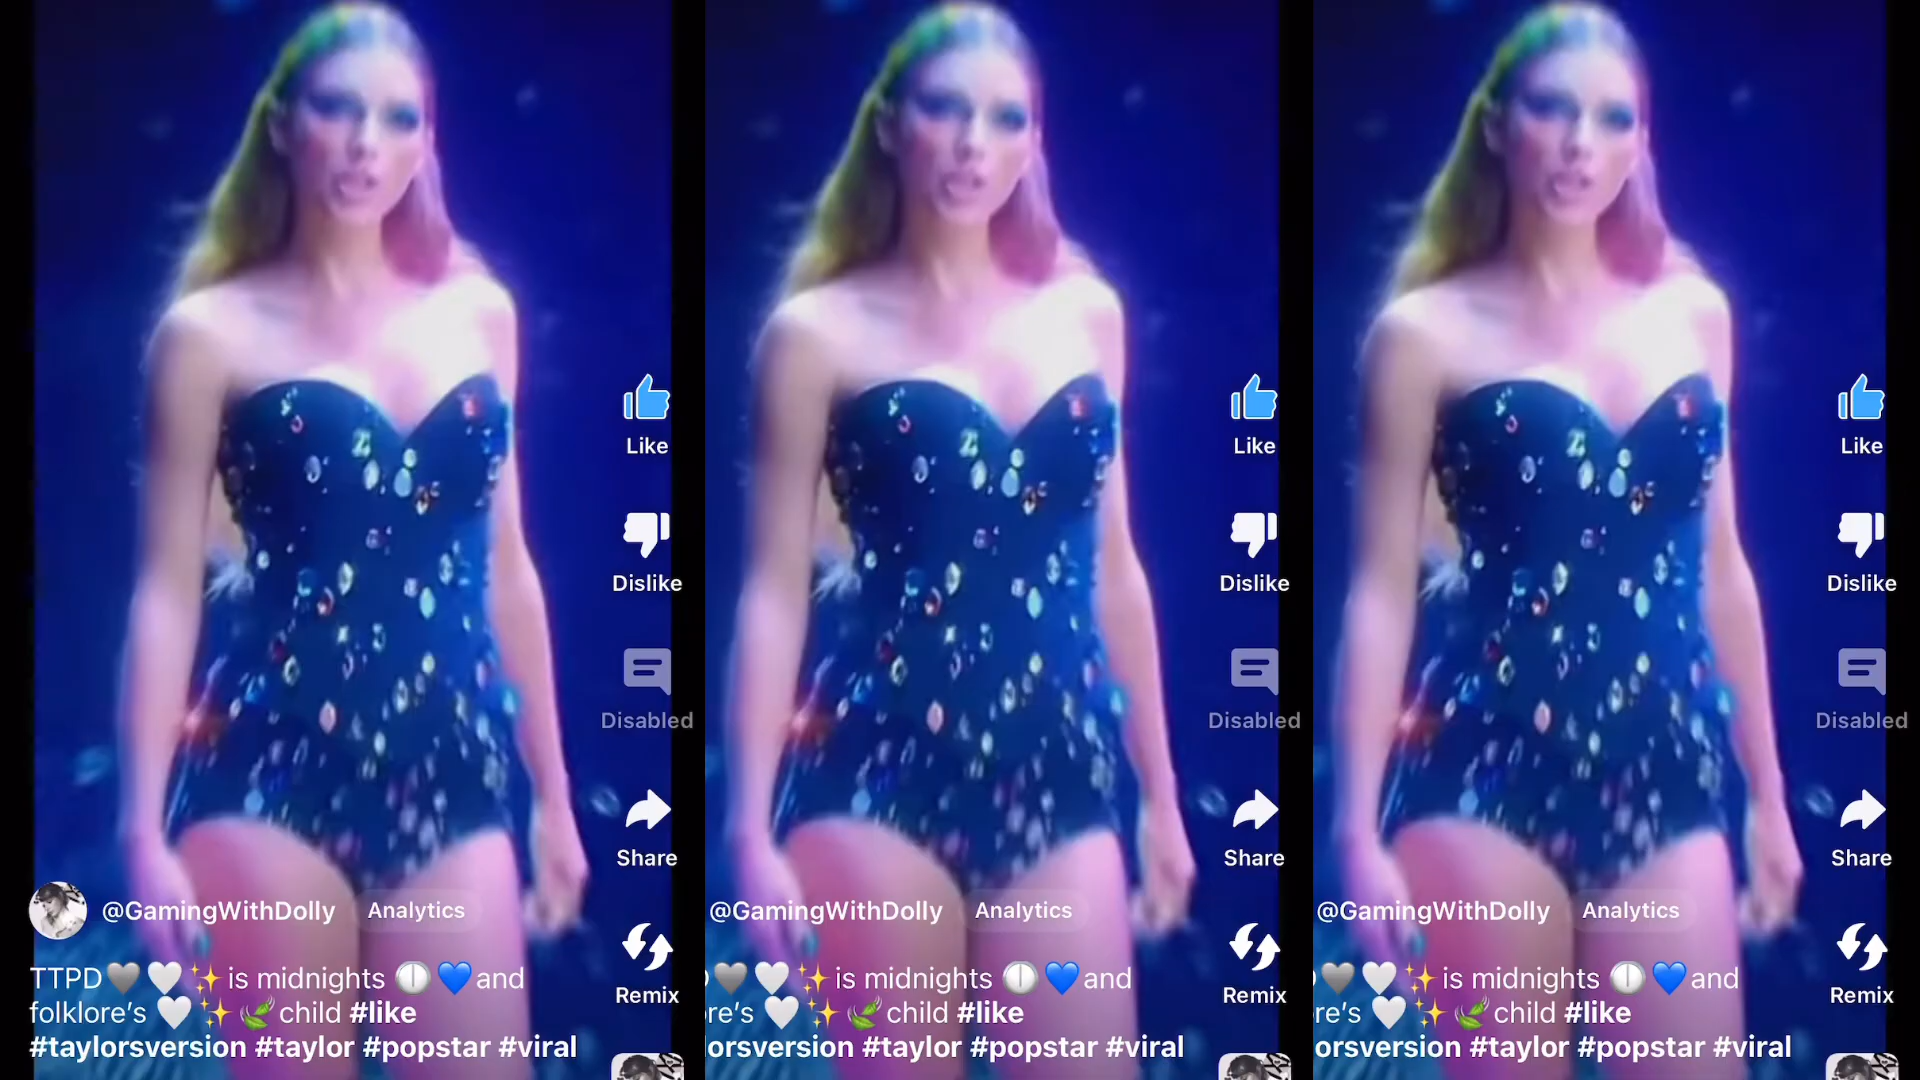 Like
Dislike
Disabled
Share
@GamingWithDolly Analytics
TTPD🩶🤍✨is midnights 🕛💙and
folklore's 🤍✨🍃child #like
#taylorsversion #taylor #popstar #viral
Remix
Like
Dislike
Disabled
Share
@GamingWithDolly Analytics
🩶🤍✨is midnights 🕛💙and
re's 🤍✨🍃child #like
orsversion #taylor #popstar #viral
Remix
Like
Dislike
Disabled
Share
@GamingWithDolly Analytics
🩶🤍✨is midnights 🕛💙and
re's 🤍✨🍃child #like
orsversion #taylor #popstar #viral
Remix